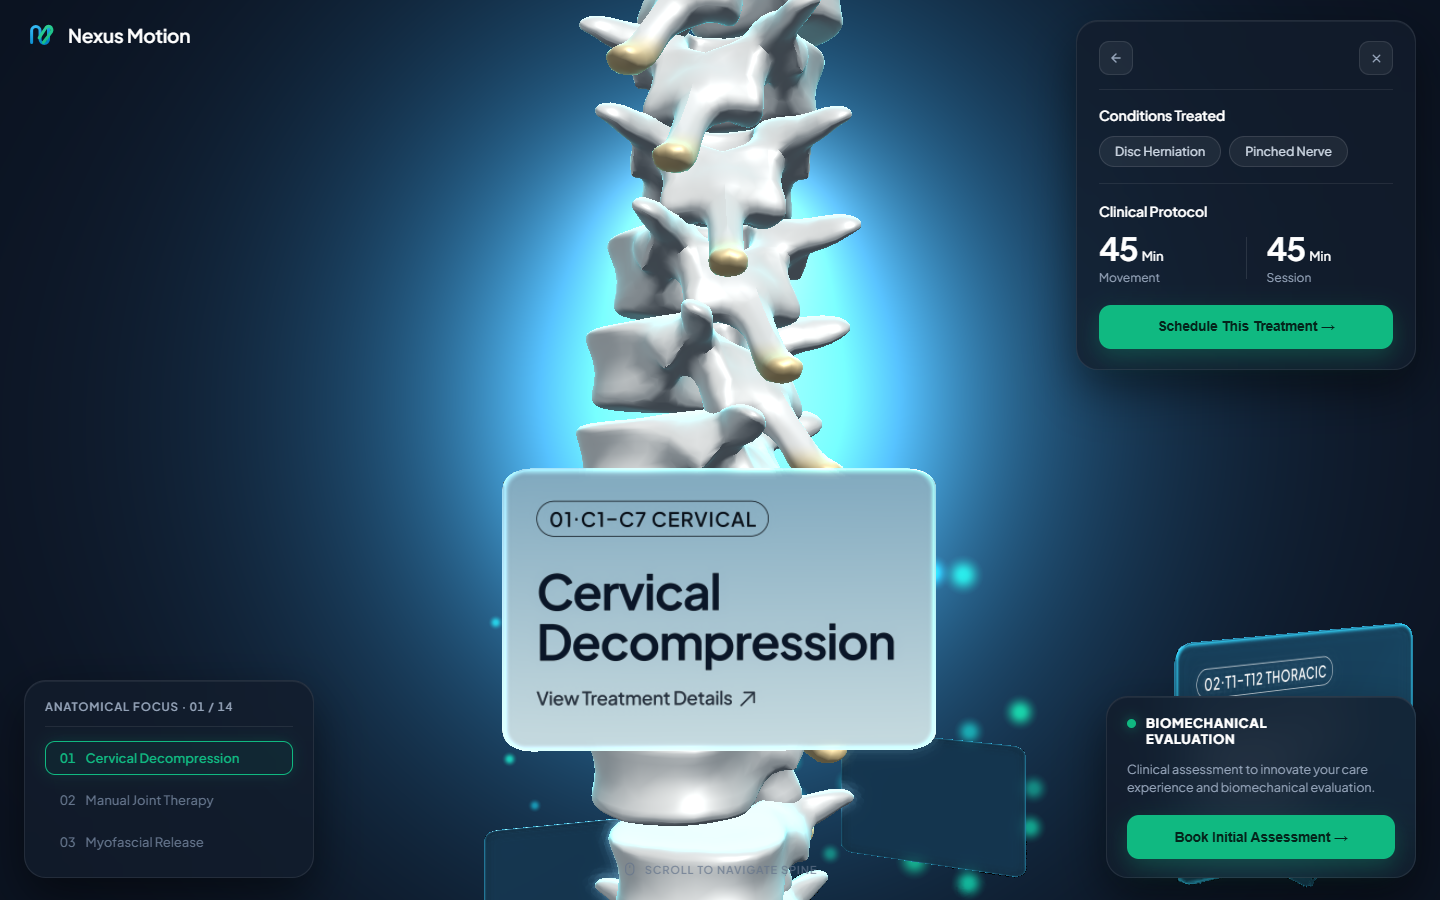 Nexus Motion
Conditions Treated
Disc Herniation
Pinched Nerve
Clinical Protocol
45 Min
Movement
45 Min
Session
Schedule This Treatment →
01·C1–C7 CERVICAL
Cervical
Decompression
View Treatment Details ↗
ANATOMICAL FOCUS · 01 / 14
01 Cervical Decompression
02 Manual Joint Therapy
03 Myofascial Release
02·T1–T12 THORACIC
BIOMECHANICAL
EVALUATION
Clinical assessment to innovate your care
experience and biomechanical evaluation.
Book Initial Assessment →
SCROLL TO NAVIGATE SPINE